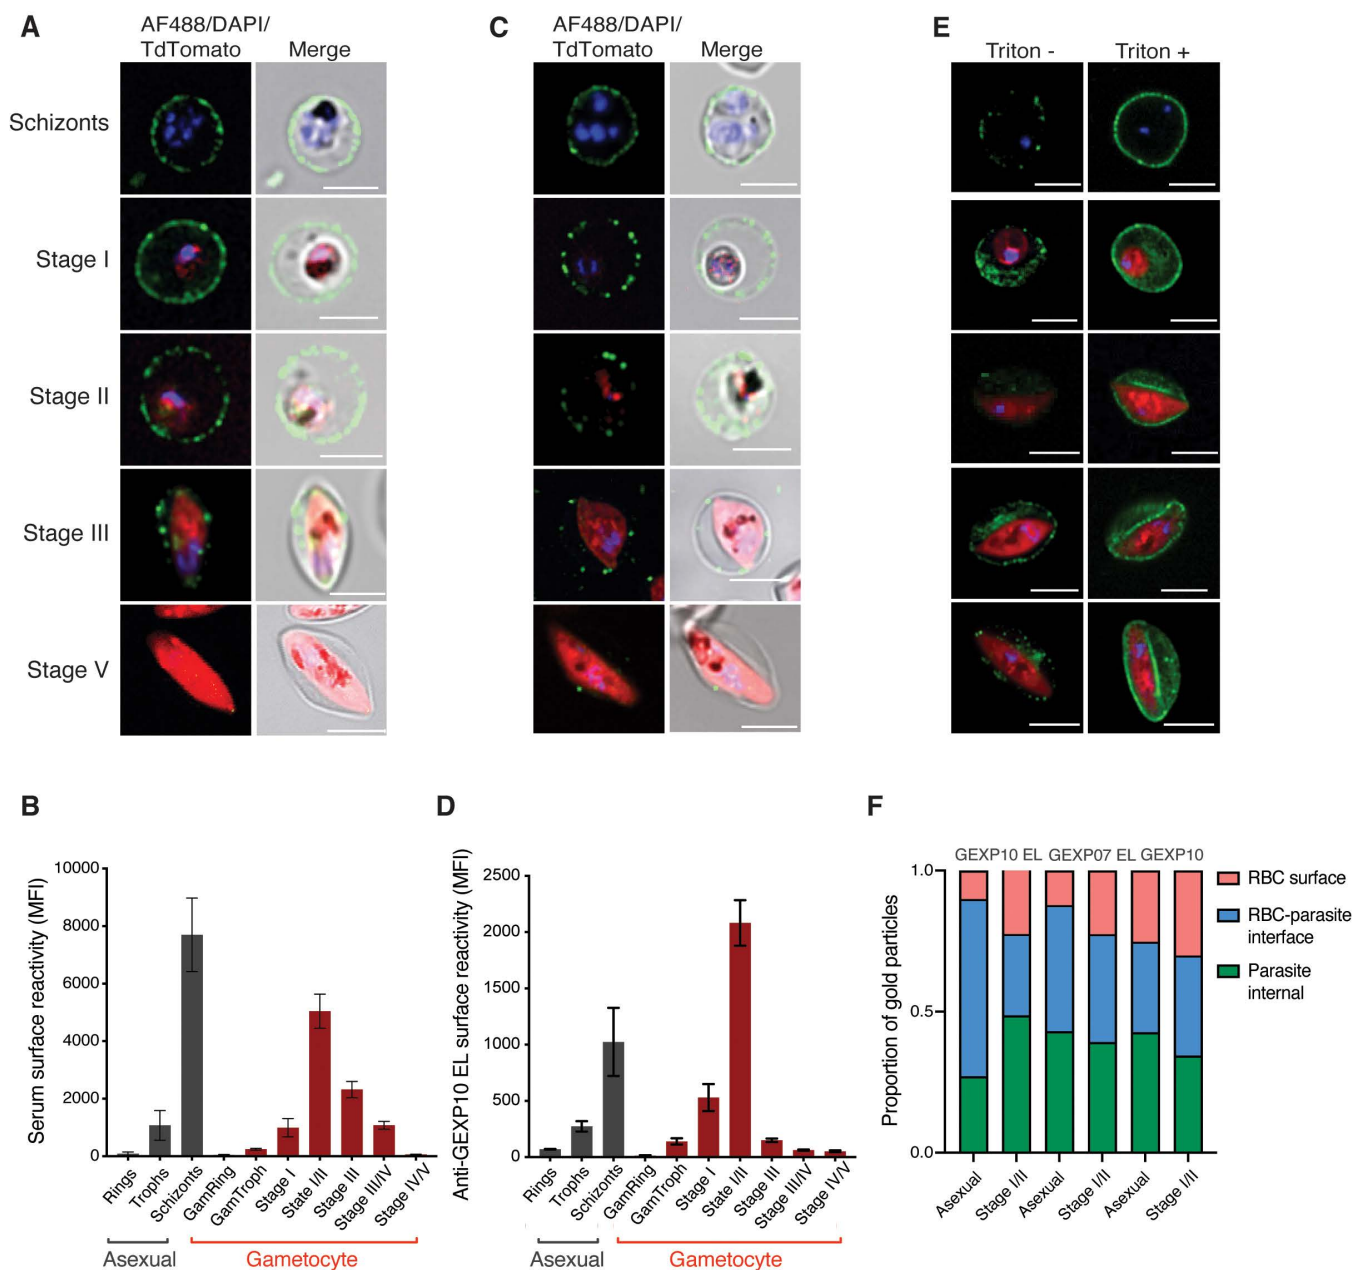 A
AF488/DAPI/
TdTomato
Merge
Schizonts
Stage I
Stage II
Stage III
Stage V
C
AF488/DAPI/
TdTomato
Merge
E
Triton -
Triton +
B
Serum surface reactivity (MFI)
10000
8000
6000
4000
2000
0
Rings
Trophs
Schizonts
GamRing
GamTroph
Stage I
State I/II
Stage III
Stage III/IV
Stage IV/V
Asexual
Gametocyte
D
Anti-GEXP10 EL surface reactivity (MFI)
2500
2000
1500
1000
500
0
Rings
Trophs
Schizonts
GamRing
GamTroph
Stage I
Stage I/II
Stage III
Stage III/IV
Stage IV/V
Asexual
Gametocyte
F
GEXP10 EL GEXP07 EL GEXP10
Proportion of gold particles
1.0
0.5
0.0
Asexual
Stage I/II
Asexual
Stage I/II
Asexual
Stage I/II
RBC surface
RBC-parasite
interface
Parasite
internal